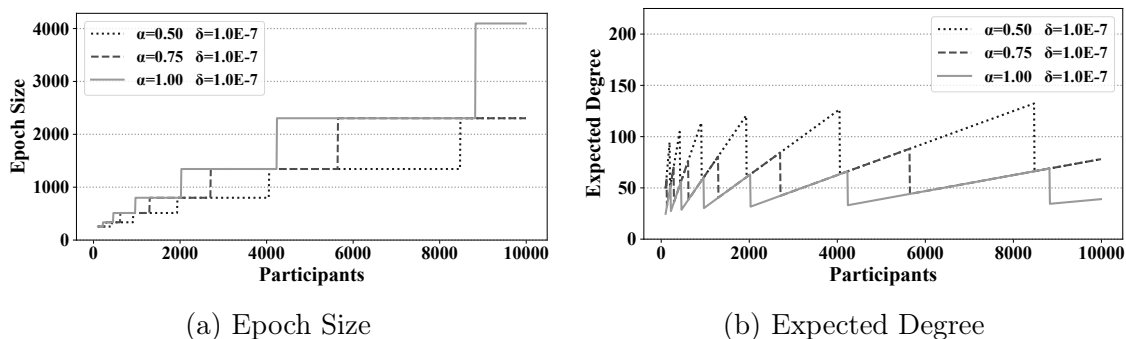 4000
3000
2000
1000
0
Epoch Size
α=0.50 δ=1.0E-7
α=0.75 δ=1.0E-7
α=1.00 δ=1.0E-7
0 2000 4000 6000 8000 10000
Participants
(a) Epoch Size
200
150
100
50
0
Expected Degree
α=0.50 δ=1.0E-7
α=0.75 δ=1.0E-7
α=1.00 δ=1.0E-7
0 2000 4000 6000 8000 10000
Participants
(b) Expected Degree